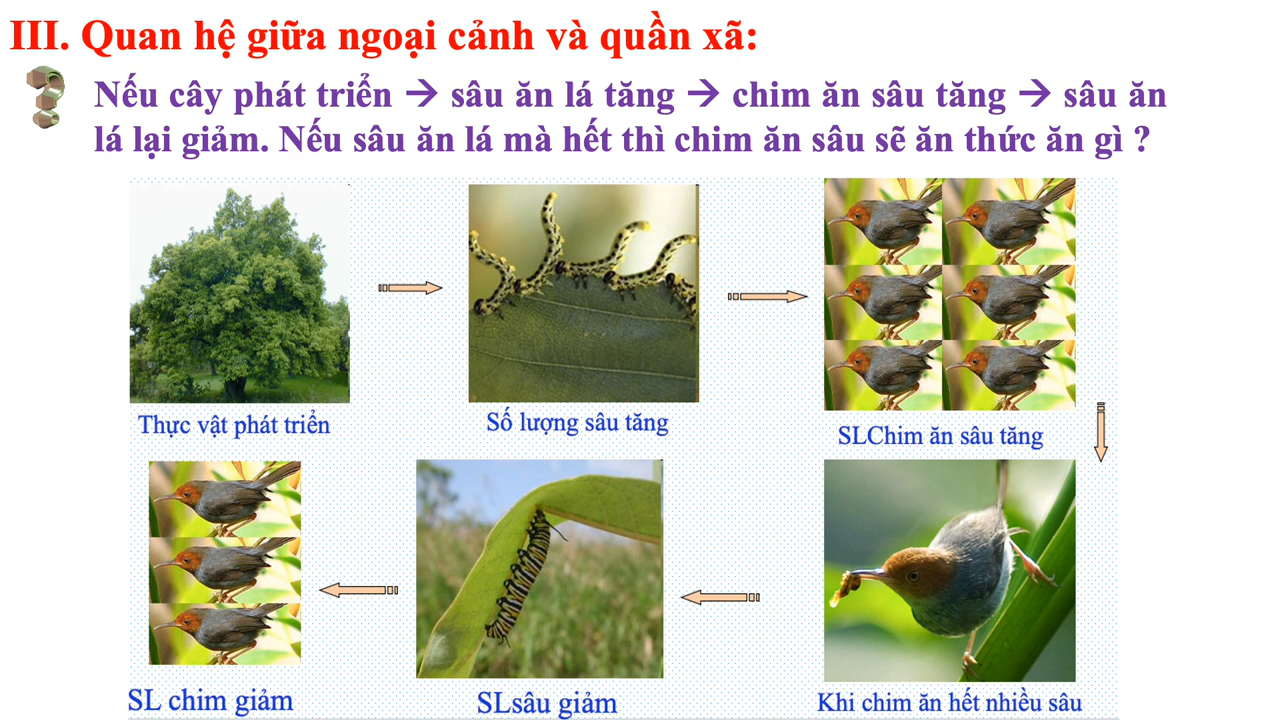 III. Quan hệ giữa ngoại cảnh và quần xã:
Nếu cây phát triển → sâu ăn lá tăng → chim ăn sâu tăng → sâu ăn
lá lại giảm. Nếu sâu ăn lá mà hết thì chim ăn sâu sẽ ăn thức ăn gì ?
Thực vật phát triển
Số lượng sâu tăng
SLChim ăn sâu tăng
SL chim giảm
SLsâu giảm
Khi chim ăn hết nhiều sâu